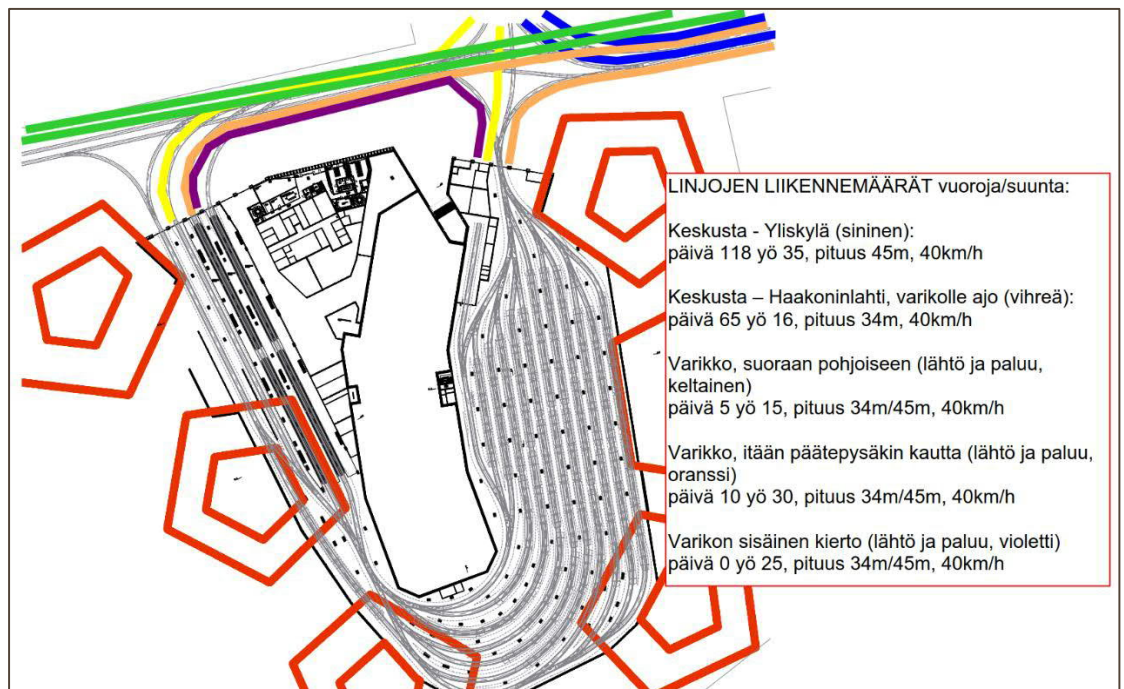 LINJOJEN LIIKENNEMÄÄRÄT vuoroja/suunta:
Keskusta - Yliskylä (sininen):
päivä 118 yö 35, pituus 45m, 40km/h
Keskusta – Haakoninlahti, varikolle ajo (vihreä):
päivä 65 yö 16, pituus 34m, 40km/h
Varikko, suoraan pohjoiseen (lähtö ja paluu,
keltainen)
päivä 5 yö 15, pituus 34m/45m, 40km/h
Varikko, itään päätepysäkin kautta (lähtö ja paluu,
oranssi)
päivä 10 yö 30, pituus 34m/45m, 40km/h
Varikon sisäinen kierto (lähtö ja paluu, violetti)
päivä 0 yö 25, pituus 34m/45m, 40km/h